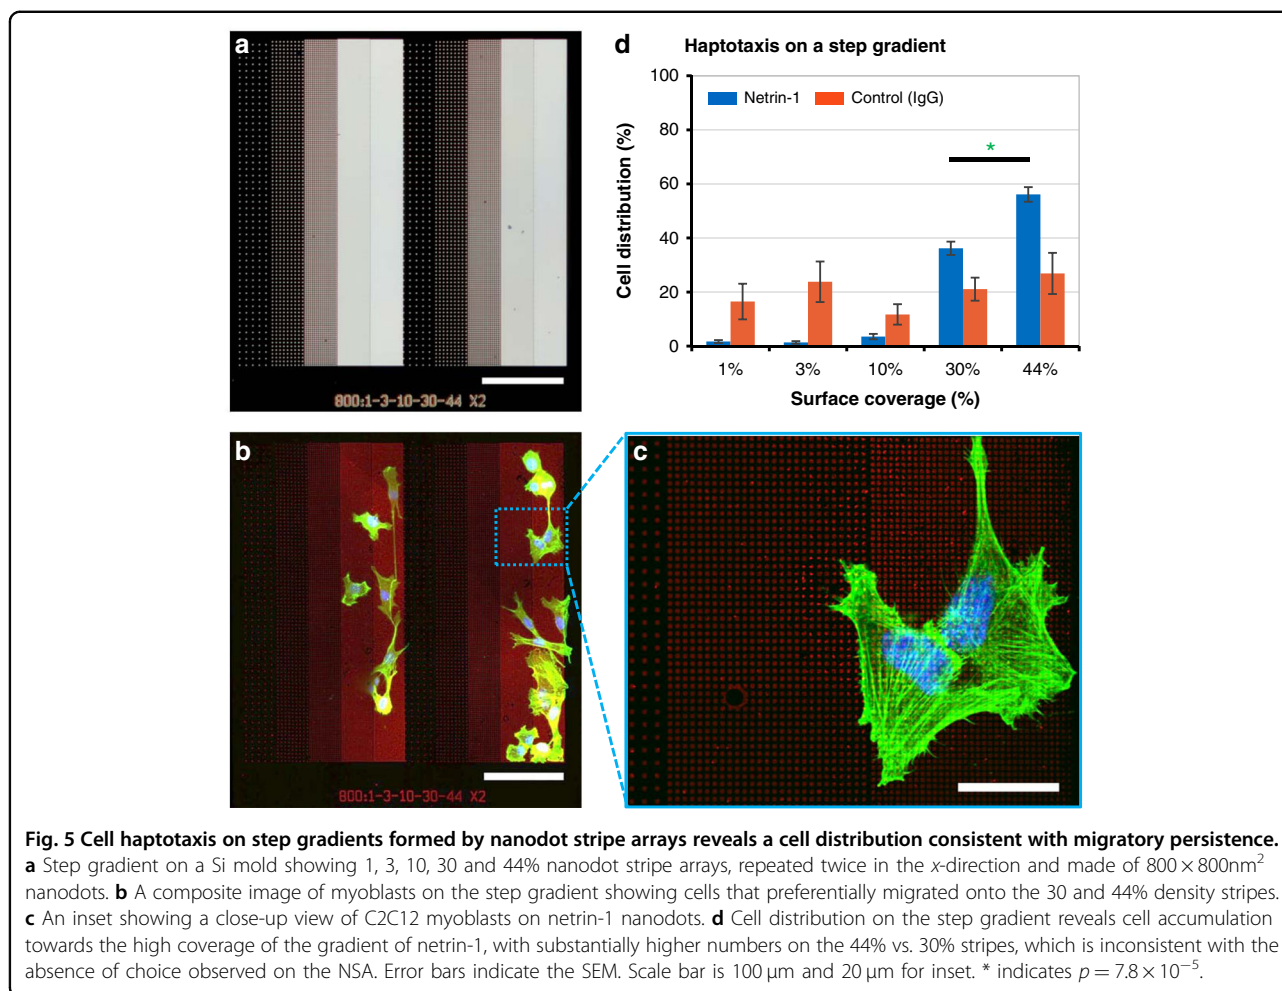 a
800:1-3-10-30-44 X2
d
Haptotaxis on a step gradient
Netrin-1
Control (IgG)
Cell distribution (%)
100
80
60
40
20
0
*
1%
3%
10%
30%
44%
Surface coverage (%)
b
800:1-3-10-30-44 X2
c
Fig. 5 Cell haptotaxis on step gradients formed by nanodot stripe arrays reveals a cell distribution consistent with migratory persistence.
a Step gradient on a Si mold showing 1, 3, 10, 30 and 44% nanodot stripe arrays, repeated twice in the x-direction and made of 800 × 800nm²
nanodots. b A composite image of myoblasts on the step gradient showing cells that preferentially migrated onto the 30 and 44% density stripes.
c An inset showing a close-up view of C2C12 myoblasts on netrin-1 nanodots. d Cell distribution on the step gradient reveals cell accumulation
towards the high coverage of the gradient of netrin-1, with substantially higher numbers on the 44% vs. 30% stripes, which is inconsistent with the
absence of choice observed on the NSA. Error bars indicate the SEM. Scale bar is 100 μm and 20 μm for inset. * indicates p = 7.8 × 10⁻⁵.